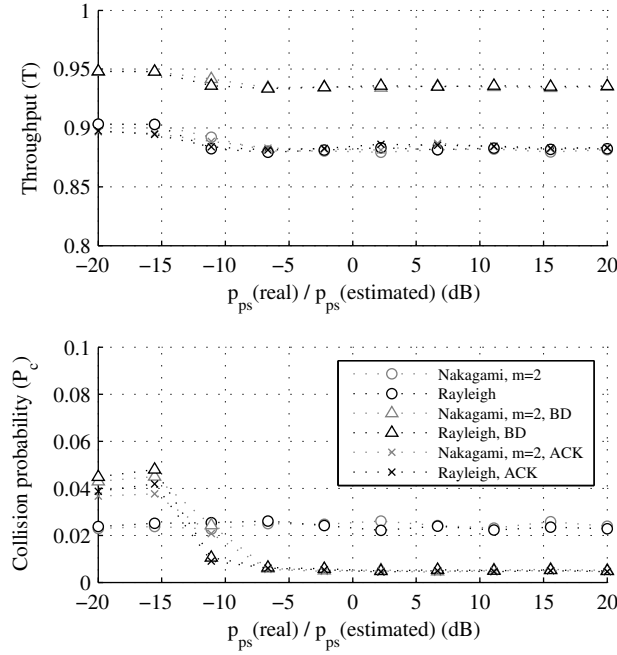 1
0.95
0.9
0.85
0.8
Throughput (T)
−20 −15 −10 −5 0 5 10 15 20
p_ps(real) / p_ps(estimated) (dB)
0.1
0.08
0.06
0.04
0.02
0
Collision probability (P_c)
Nakagami, m=2
Rayleigh
Nakagami, m=2, BD
Rayleigh, BD
Nakagami, m=2, ACK
Rayleigh, ACK
−20 −15 −10 −5 0 5 10 15 20
p_ps(real) / p_ps(estimated) (dB)